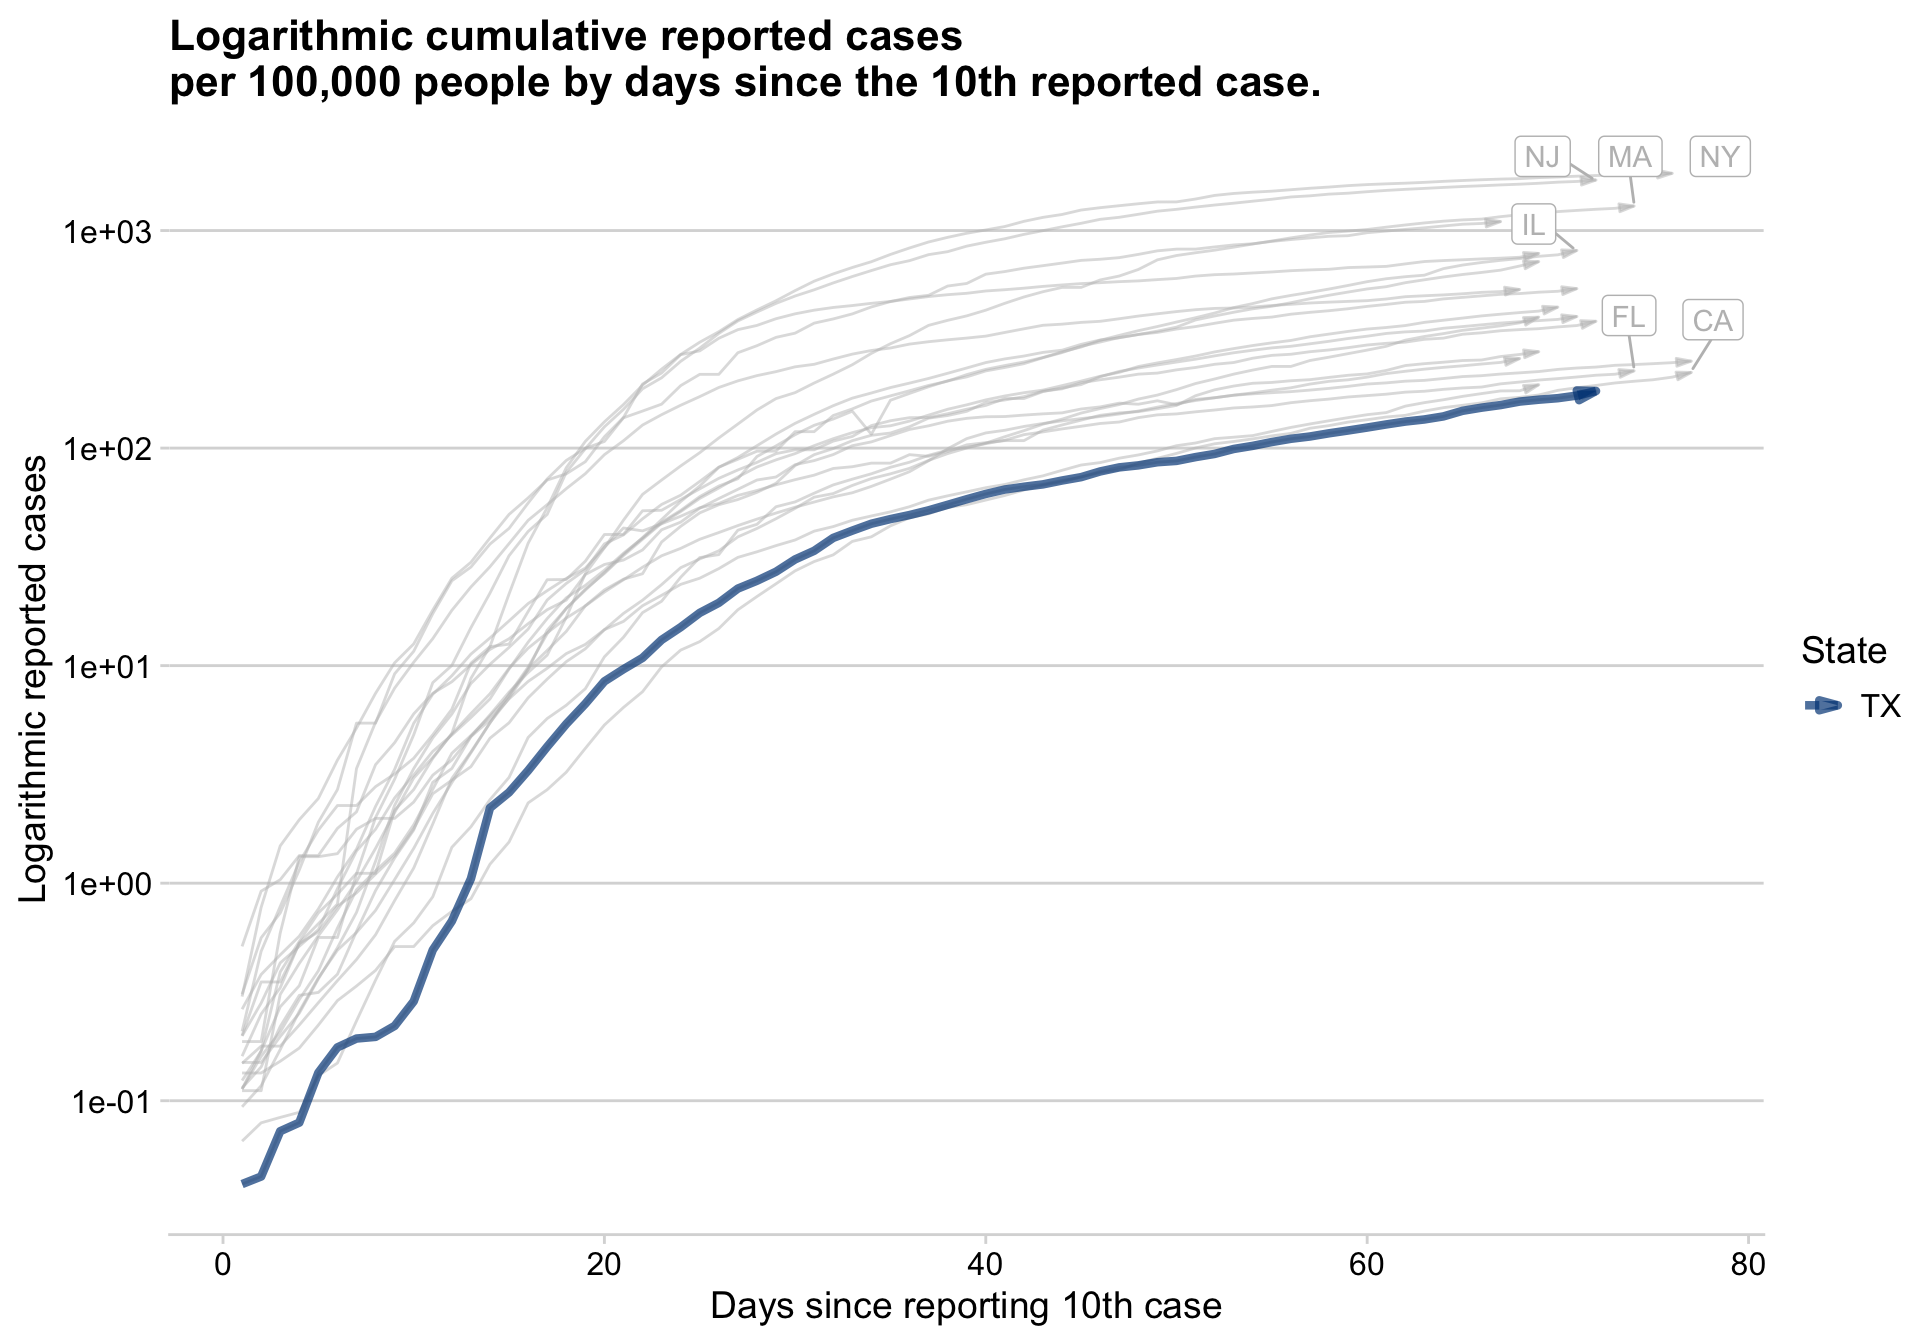 Logarithmic cumulative reported cases
per 100,000 people by days since the 10th reported case.
NJ
MA
NY
IL
FL
CA
1e+03
1e+02
1e+01
1e+00
1e-01
Logarithmic reported cases
State
TX
0
20
40
60
80
Days since reporting 10th case